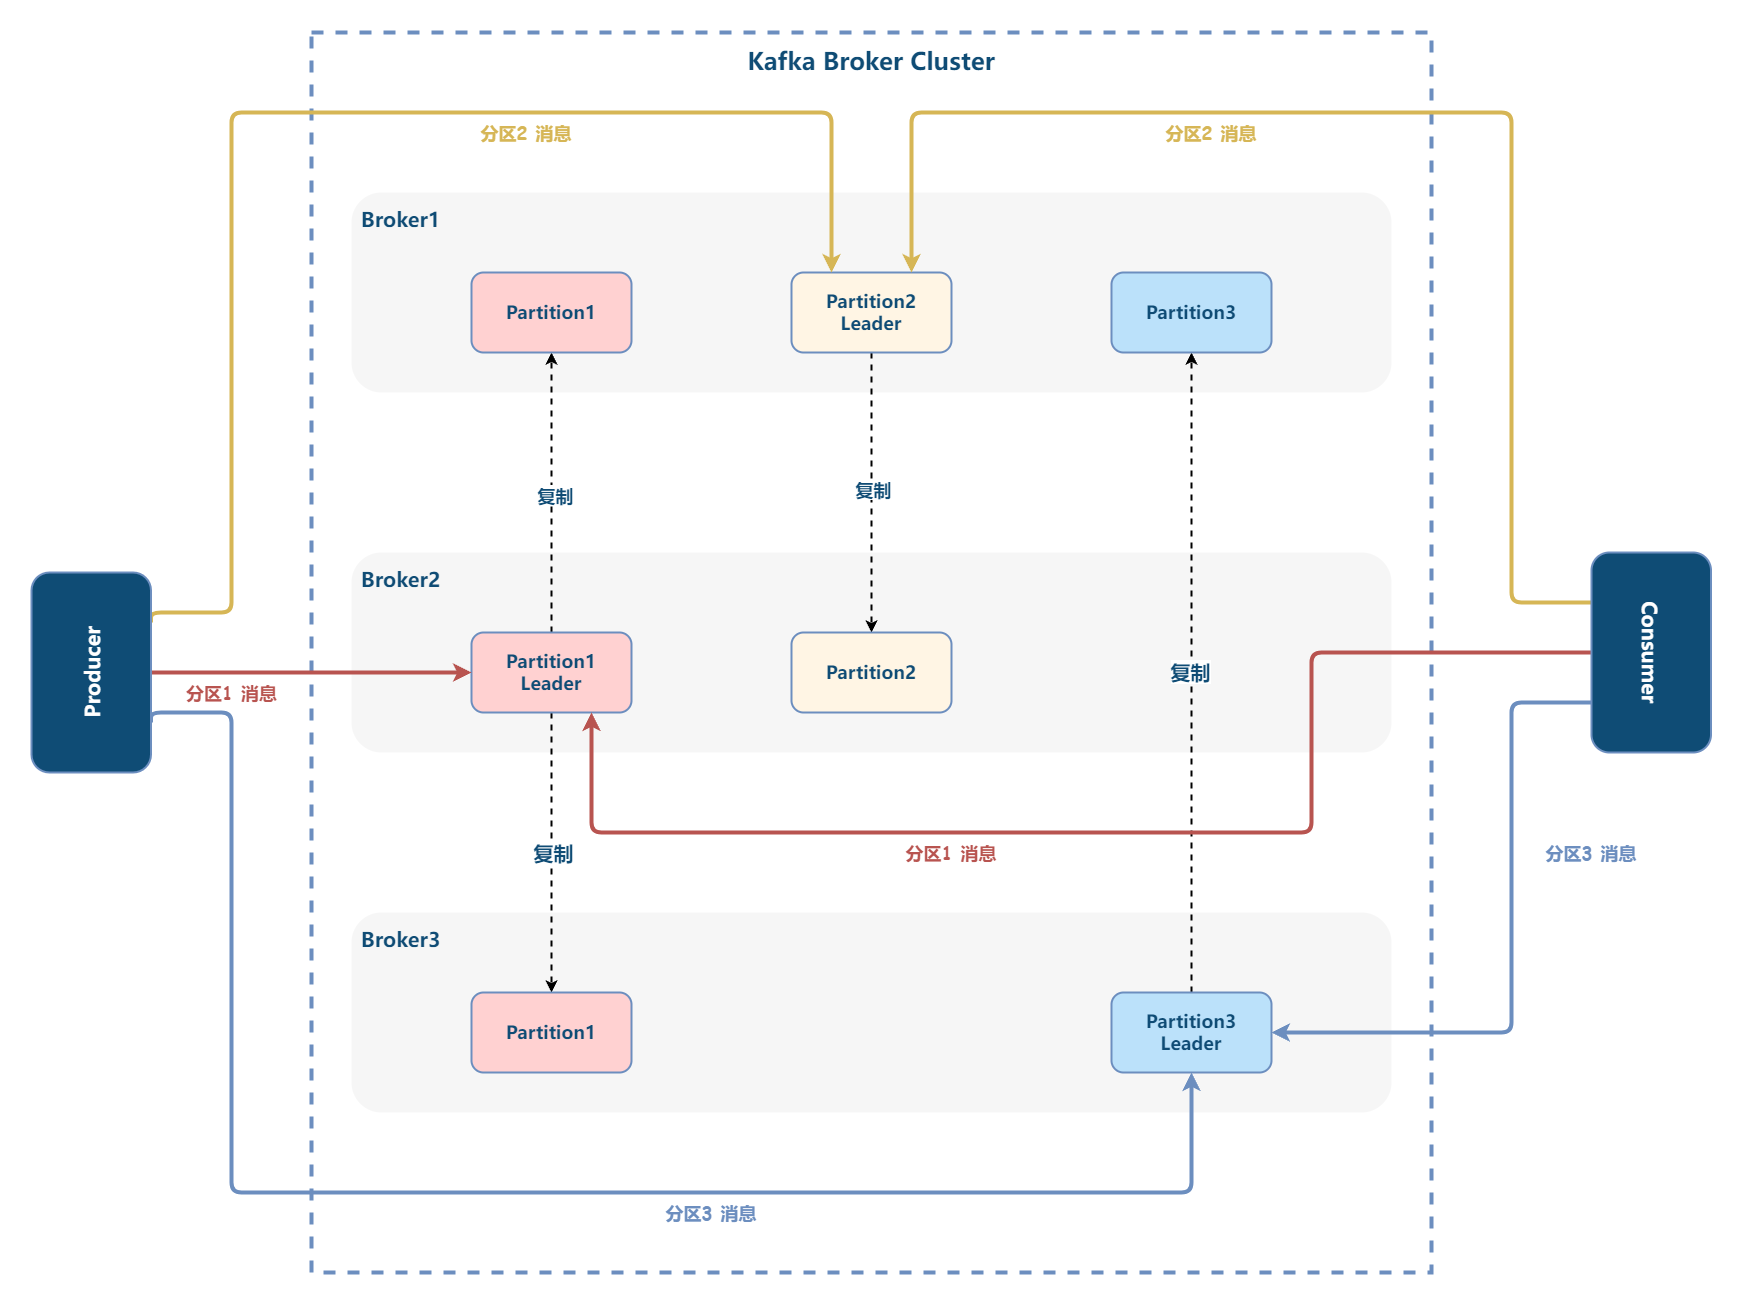 Kafka Broker Cluster
分区2 消息
分区2 消息
Broker1
Partition1
Partition2
Leader
Partition3
复制
复制
Broker2
Producer
Partition1
Leader
Partition2
复制
Consumer
分区1 消息
复制
分区1 消息
分区3 消息
Broker3
Partition1
Partition3
Leader
分区3 消息